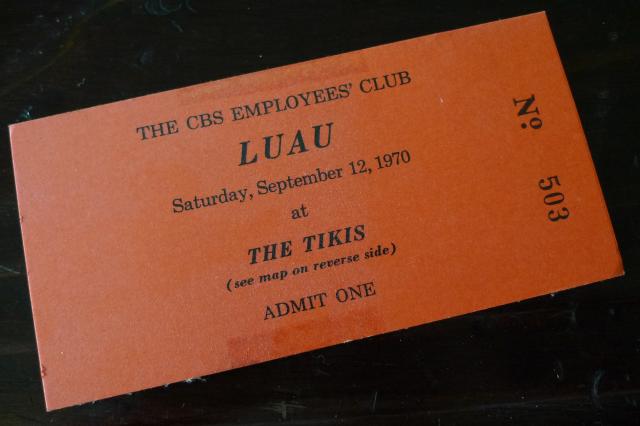 THE CBS EMPLOYEES' CLUB
LUAU
Saturday, September 12, 1970
at
THE TIKIS
(see map on reverse side)
ADMIT ONE
Nº 503